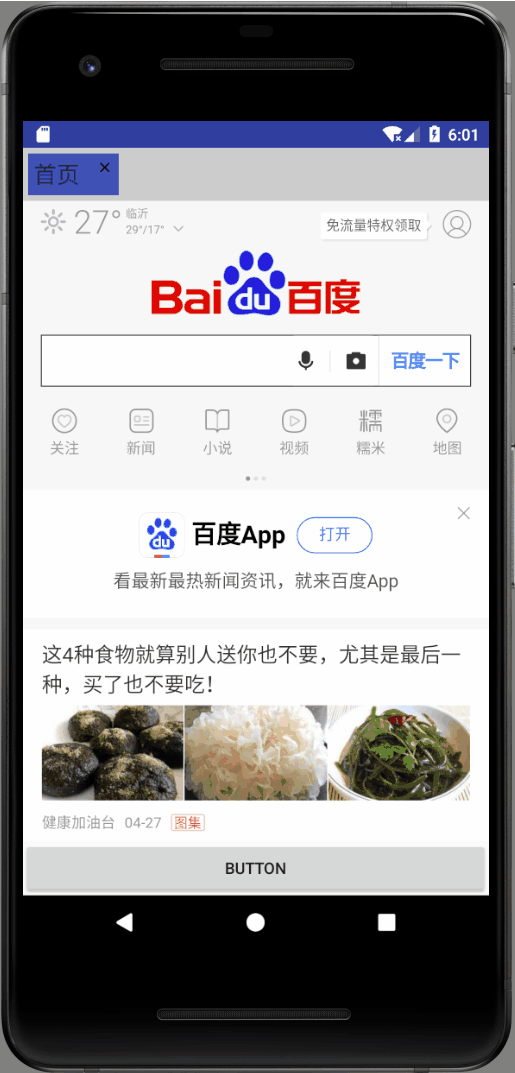 6:01
首页 ×
27° 临沂
29°/17°
免流量特权领取
Bai du 百度
百度一下
关注 新闻 小说 视频 糯米 地图
糯
du 百度App 打开
看最新最热新闻资讯，就来百度App
这4种食物就算别人送你也不要，尤其是最后一
种，买了也不要吃！
健康加油台 04-27 图集
BUTTON